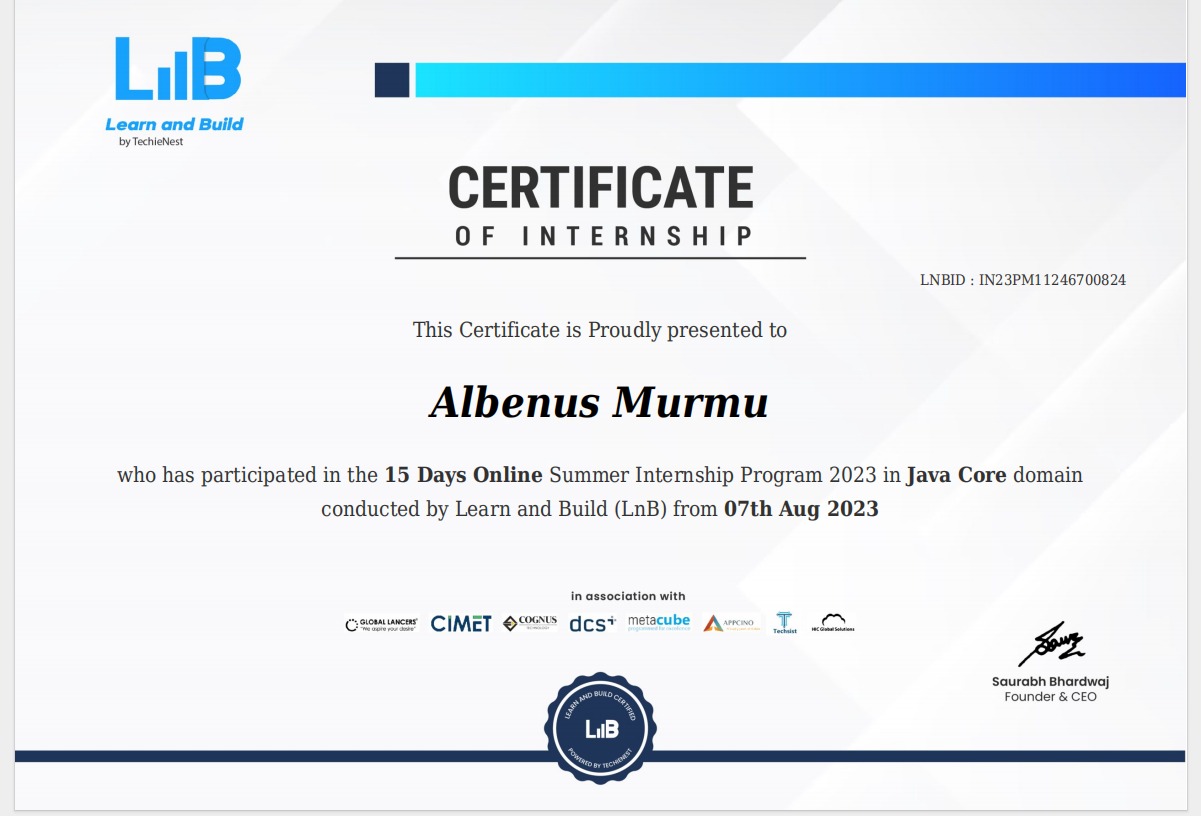 LnB
Learn and Build
by TechieNest
CERTIFICATE
OF INTERNSHIP
LNBID : IN23PM11246700824
This Certificate is Proudly presented to
Albenus Murmu
who has participated in the 15 Days Online Summer Internship Program 2023 in Java Core domain
conducted by Learn and Build (LnB) from 07th Aug 2023
in association with
GLOBAL LANCERS
"We aspire your desire"
CIMET
COGNUS
TECHNOLOGY
dcs+
metacube
APPCINO
Techsist
HIC Global Solutions
Saurabh Bhardwaj
Founder & CEO
LEARN AND BUILD CERTIFIED
LnB
POWERED BY TECHIENEST